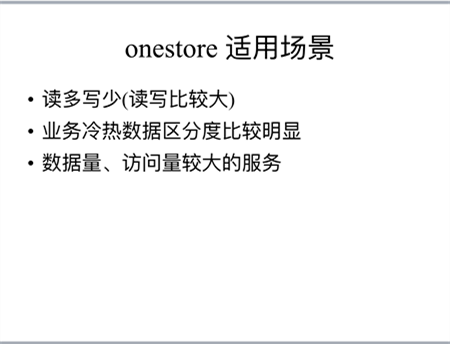 onestore 适用场景
• 读多写少(读写比较大)
• 业务冷热数据区分度比较明显
• 数据量、访问量较大的服务